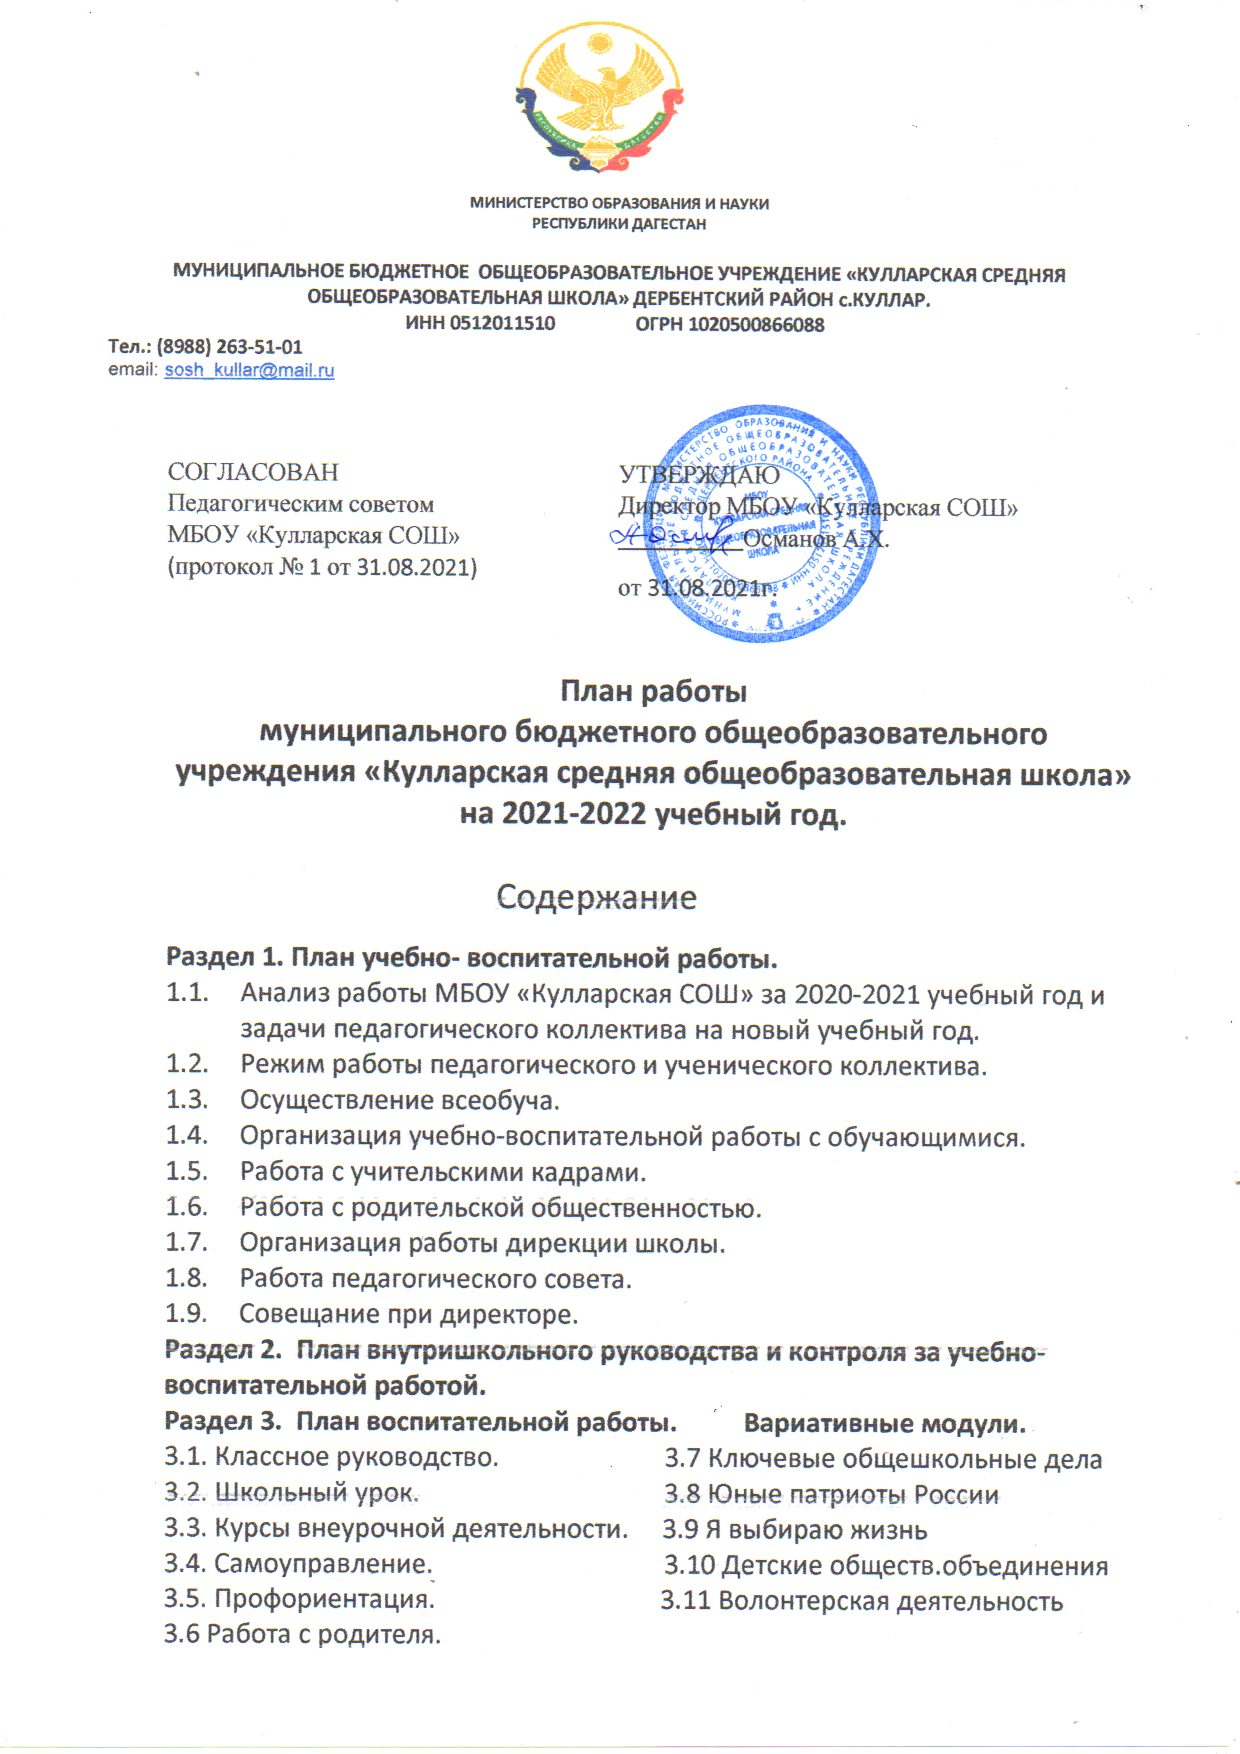 РЕСПУБЛИКА ДАГЕСТАН
МИНИСТЕРСТВО ОБРАЗОВАНИЯ И НАУКИ
РЕСПУБЛИКИ ДАГЕСТАН
МУНИЦИПАЛЬНОЕ БЮДЖЕТНОЕ ОБЩЕОБРАЗОВАТЕЛЬНОЕ УЧРЕЖДЕНИЕ «КУЛЛАРСКАЯ СРЕДНЯЯ
ОБЩЕОБРАЗОВАТЕЛЬНАЯ ШКОЛА» ДЕРБЕНТСКИЙ РАЙОН с.КУЛЛАР.
ИНН 0512011510 ОГРН 1020500866088
Тел.: (8988) 263-51-01
email: sosh_kullar@mail.ru
СОГЛАСОВАН
Педагогическим советом
МБОУ «Кулларская СОШ»
(протокол № 1 от 31.08.2021)
УТВЕРЖДАЮ
Директор МБОУ «Кулларская СОШ»
Османов А.Х.
от 31.08.2021г.
План работы
муниципального бюджетного общеобразовательного
учреждения «Кулларская средняя общеобразовательная школа»
на 2021-2022 учебный год.
Содержание
Раздел 1. План учебно- воспитательной работы.
1.1. Анализ работы МБОУ «Кулларская СОШ» за 2020-2021 учебный год и
задачи педагогического коллектива на новый учебный год.
1.2. Режим работы педагогического и ученического коллектива.
1.3. Осуществление всеобуча.
1.4. Организация учебно-воспитательной работы с обучающимися.
1.5. Работа с учительскими кадрами.
1.6. Работа с родительской общественностью.
1.7. Организация работы дирекции школы.
1.8. Работа педагогического совета.
1.9. Совещание при директоре.
Раздел 2. План внутришкольного руководства и контроля за учебно-
воспитательной работой.
Раздел 3. План воспитательной работы. Вариативные модули.
3.1. Классное руководство. 3.7 Ключевые общешкольные дела
3.2. Школьный урок. 3.8 Юные патриоты России
3.3. Курсы внеурочной деятельности. 3.9 Я выбираю жизнь
3.4. Самоуправление. 3.10 Детские обществ.объединения
3.5. Профориентация. 3.11 Волонтерская деятельность
3.6 Работа с родителя.